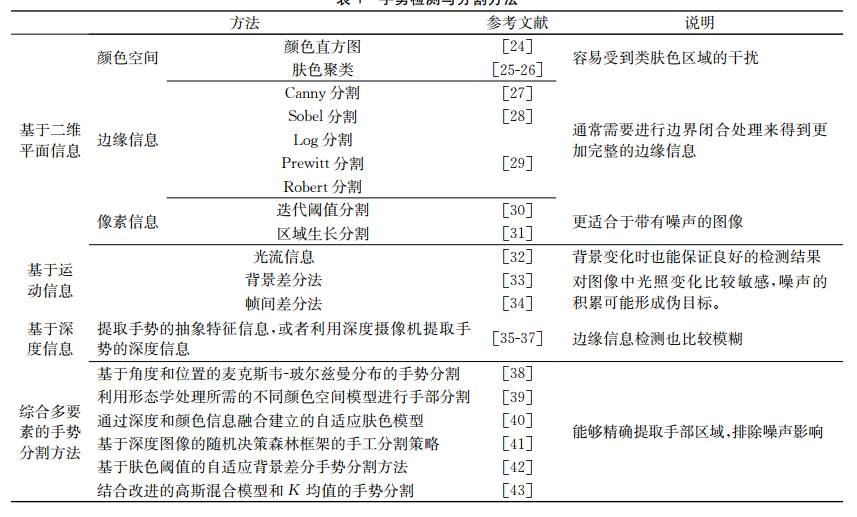 表 1 手势检测与分割方法
方法 参考文献 说明
颜色空间 颜色直方图 [24] 容易受到类肤色区域的干扰
肤色聚类 [25-26]
基于二维平面信息 边缘信息 Canny 分割 [27] 通常需要进行边界闭合处理来得到更
加完整的边缘信息
Sobel 分割 [28]
Log 分割
Prewitt 分割 [29]
Robert 分割
像素信息 迭代阈值分割 [30] 更适合于带有噪声的图像
区域生长分割 [31]
基于运
动信息
光流信息 [32] 背景变化时也能保证良好的检测结果
背景差分法 [33] 对图像中光照变化比较敏感,噪声的
帧间差分法 [34] 积累可能形成伪目标。
基于深
度信息
提取手势的抽象特征信息,或者利用深度摄像机提取手
势的深度信息
[35-37] 边缘信息检测也比较模糊
综合多要
素的手势
分割方法
基于角度和位置的麦克斯韦-玻尔兹曼分布的手势分割 [38]
利用形态学处理所需的不同颜色空间模型进行手部分割 [39]
通过深度和颜色信息融合建立的自适应肤色模型 [40]
基于深度图像的随机决策森林框架的手工分割策略 [41]
基于肤色阈值的自适应背景差分手势分割方法 [42]
结合改进的高斯混合模型和 K 均值的手势分割 [43]
能够精确提取手部区域,排除噪声影响